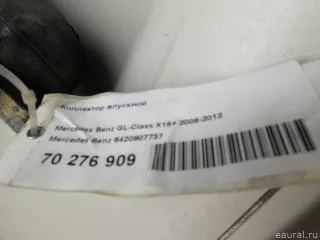 Коллектор впускной
Mercedes Benz GL-Class X164 2006-2012
Mercedes Benz 6420907737
70 276 909
eaural.ru